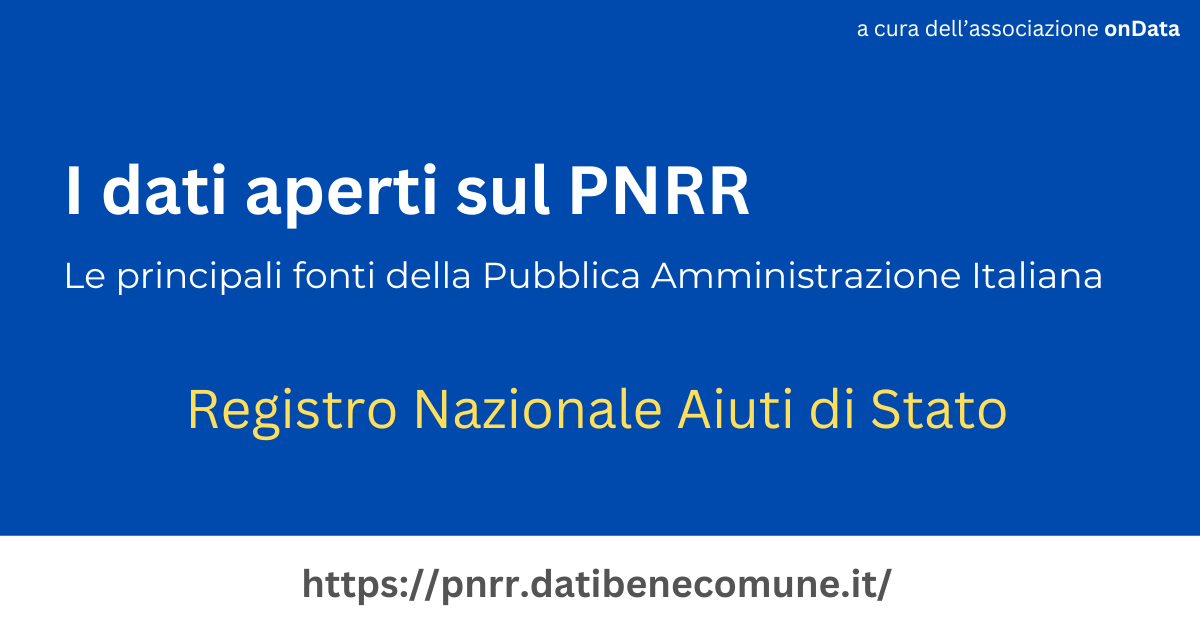 a cura dell’associazione onData
I dati aperti sul PNRR
Le principali fonti della Pubblica Amministrazione Italiana
Registro Nazionale Aiuti di Stato
https://pnrr.datibenecomune.it/